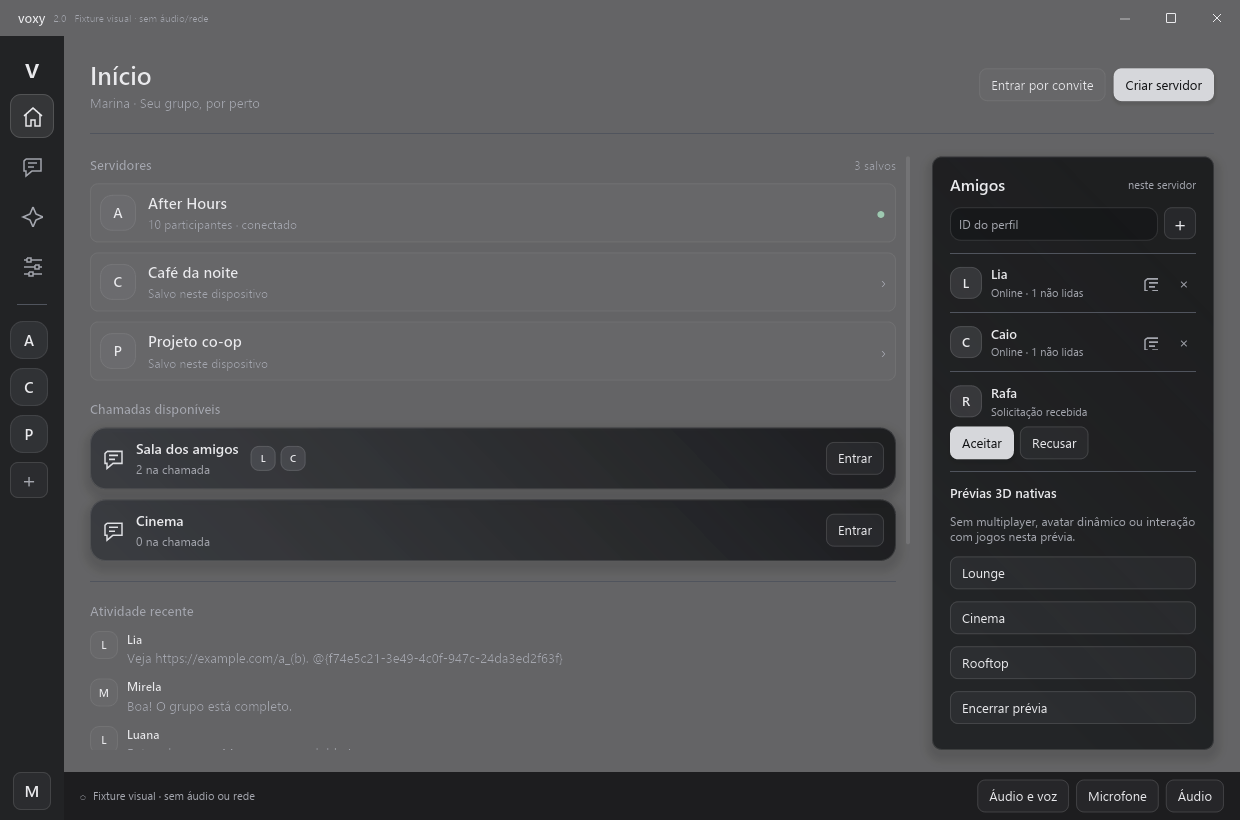 voxy 2.0 Fixture visual · sem áudio/rede
V
Início
Marina · Seu grupo, por perto
Entrar por convite
Criar servidor
Servidores
3 salvos
A
After Hours
10 participantes · conectado
C
Café da noite
Salvo neste dispositivo
›
P
Projeto co-op
Salvo neste dispositivo
›
Chamadas disponíveis
Sala dos amigos
L
C
2 na chamada
Entrar
Cinema
0 na chamada
Entrar
Atividade recente
L
Lia
Veja https://example.com/a_(b). @{f74e5c21-3e49-4c0f-947c-24da3ed2f63f}
M
Mirela
Boa! O grupo está completo.
L
Luana
A
C
P
+
M
Amigos
neste servidor
ID do perfil
+
L
Lia
Online · 1 não lidas
×
C
Caio
Online · 1 não lidas
×
R
Rafa
Solicitação recebida
Aceitar
Recusar
Prévias 3D nativas
Sem multiplayer, avatar dinâmico ou interação
com jogos nesta prévia.
Lounge
Cinema
Rooftop
Encerrar prévia
Fixture visual · sem áudio ou rede
Áudio e voz
Microfone
Áudio